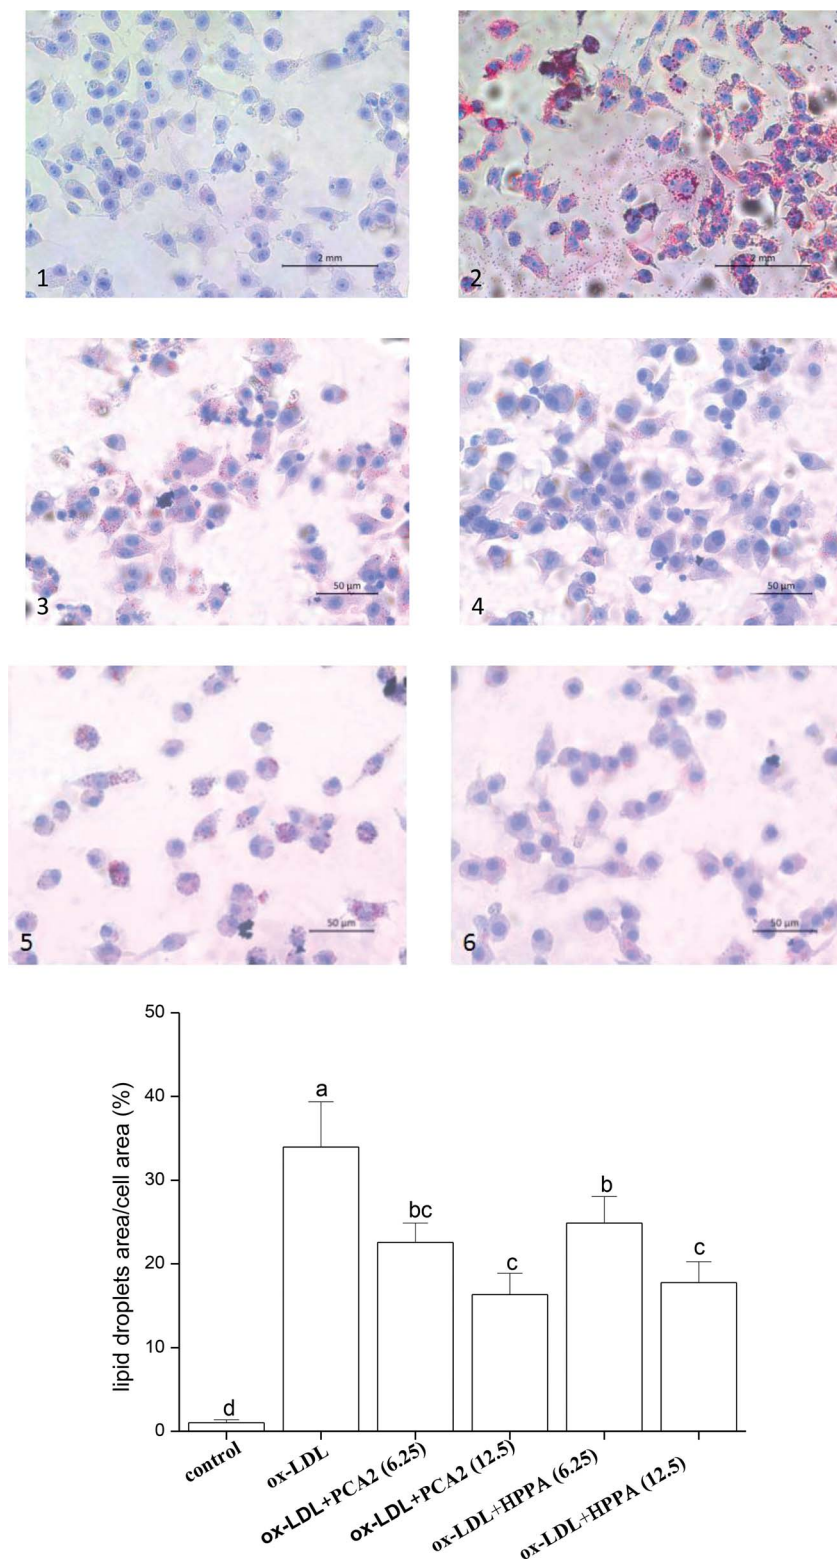 2 mm
1
2 mm
2
50 µm
3
50 µm
4
50 µm
5
50 µm
6
lipid droplets area/cell area (%)
50
40
30
20
10
0
d
a
bc
c
b
c
control
ox-LDL
ox-LDL+PCA2 (6.25)
ox-LDL+PCA2 (12.5)
ox-LDL+HPPA (6.25)
ox-LDL+HPPA (12.5)